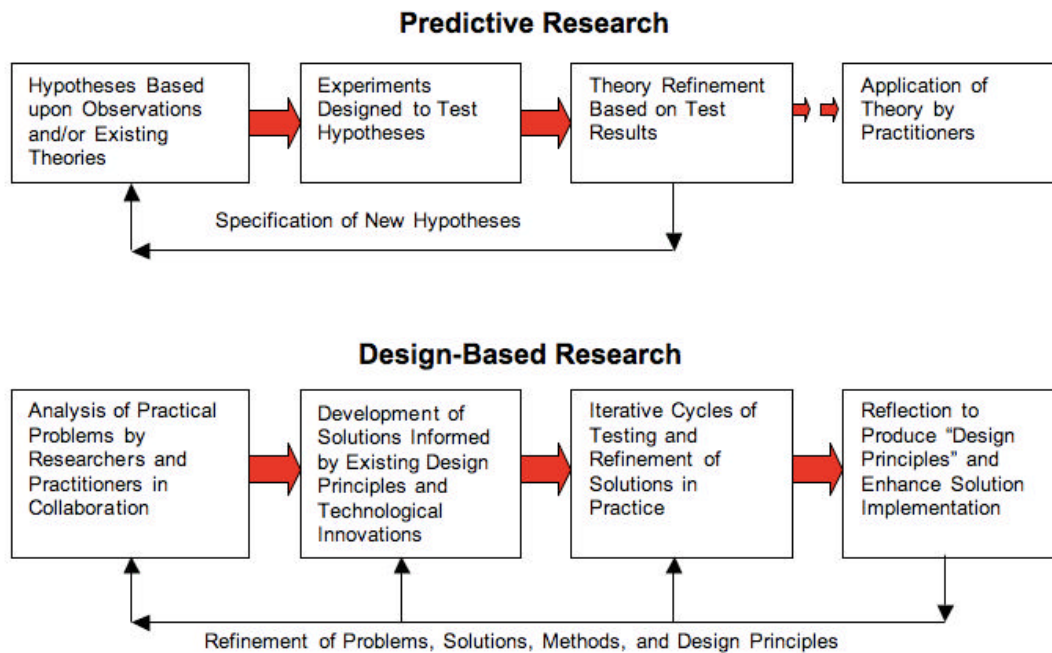 Predictive Research
Hypotheses Based
upon Observations
and/or Existing
Theories
Experiments
Designed to Test
Hypotheses
Theory Refinement
Based on Test
Results
Application of
Theory by
Practitioners
Specification of New Hypotheses
Design-Based Research
Analysis of Practical
Problems by
Researchers and
Practitioners in
Collaboration
Development of
Solutions Informed
by Existing Design
Principles and
Technological
Innovations
Iterative Cycles of
Testing and
Refinement of
Solutions in
Practice
Reflection to
Produce “Design
Principles” and
Enhance Solution
Implementation
Refinement of Problems, Solutions, Methods, and Design Principles